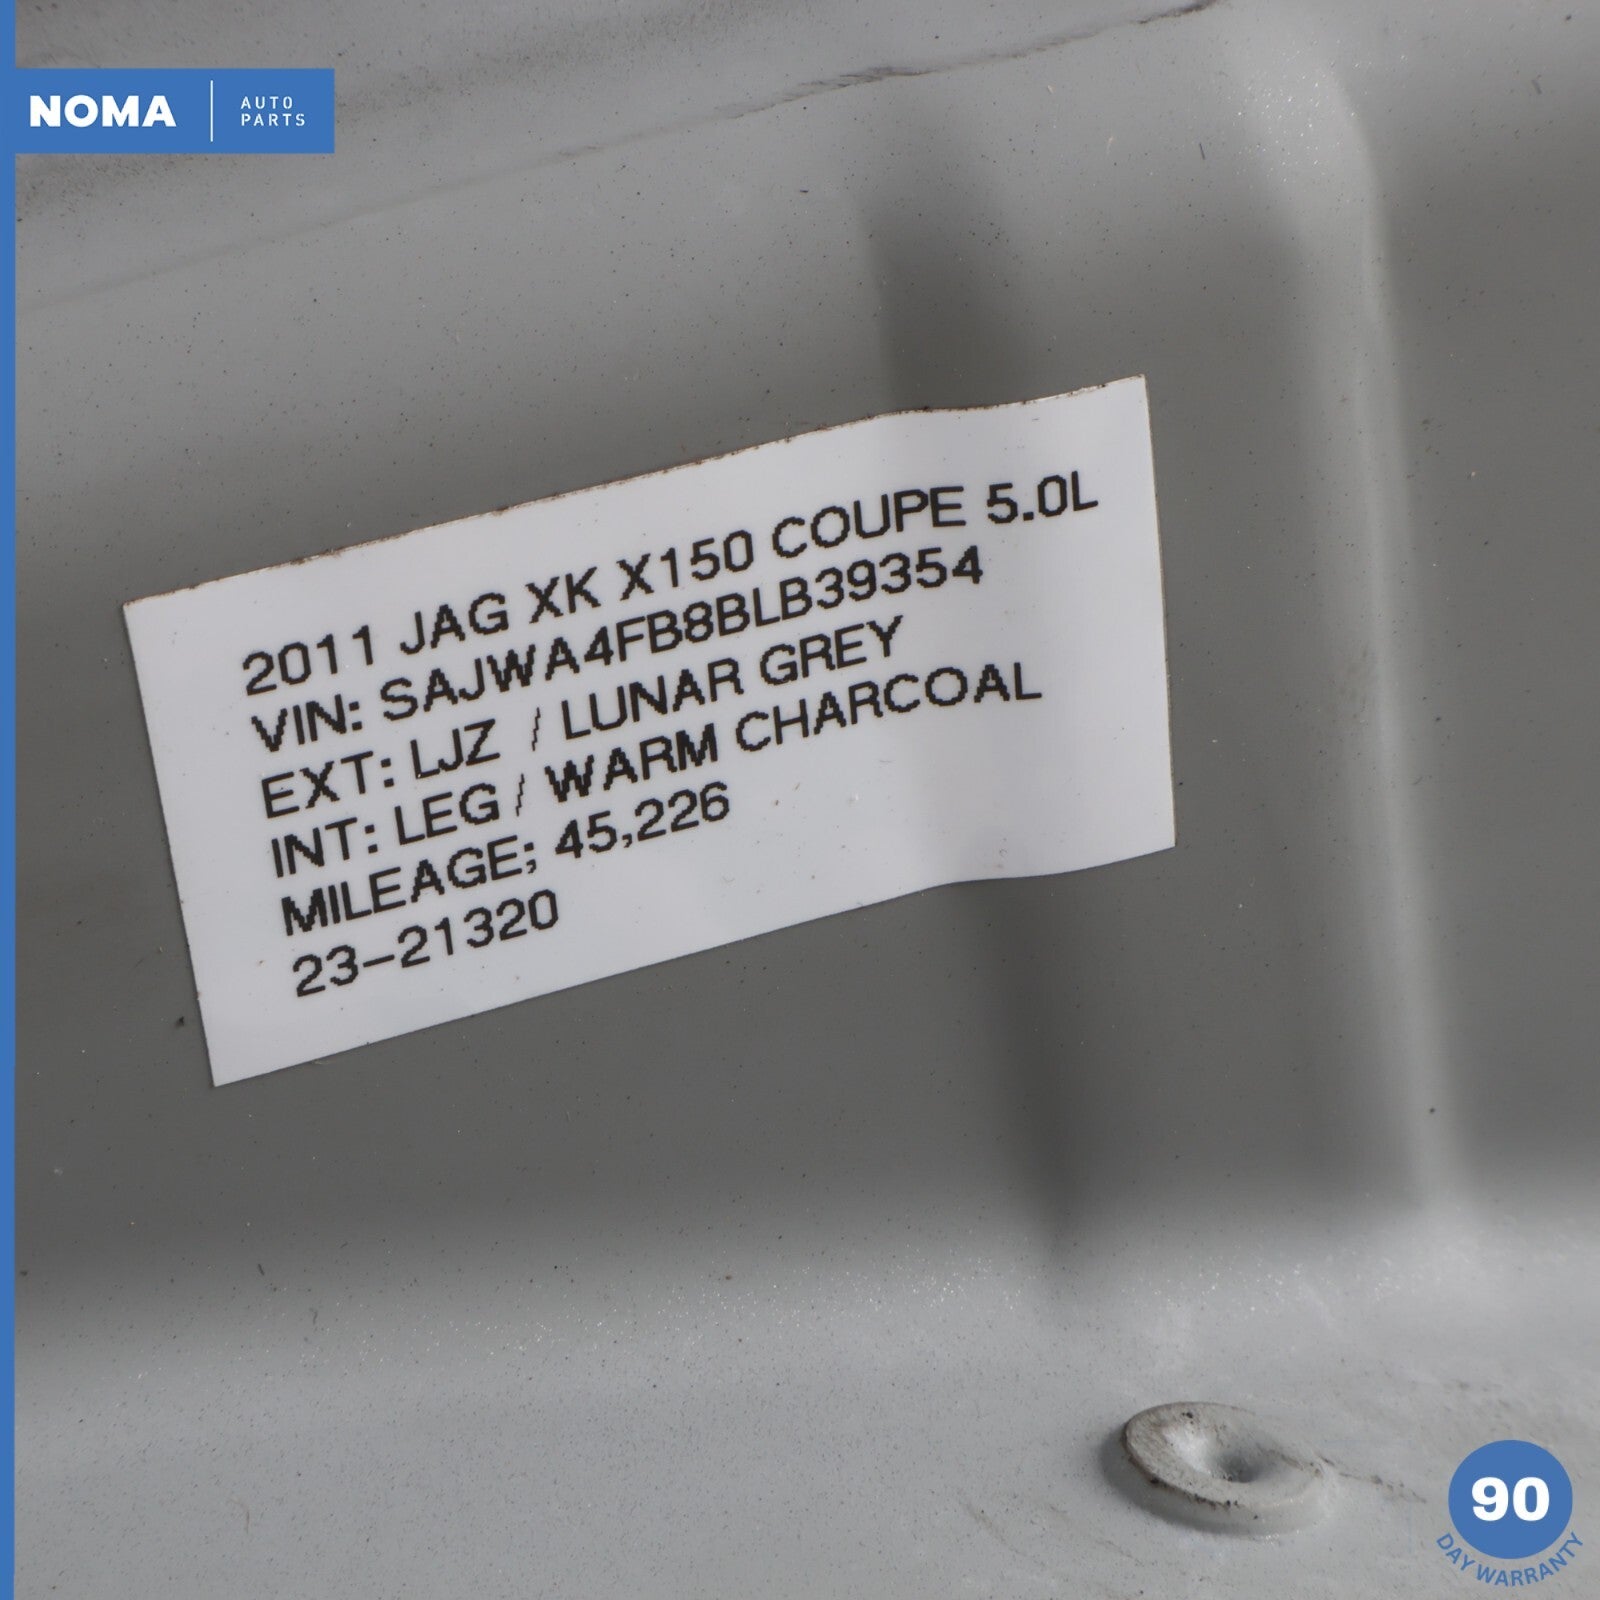 NOMA
AUTO
PARTS
2011 JAG XK X150 COUPE 5.0L
VIN: SAJWA4FB8BLB39354
EXT: LJZ / LUNAR GREY
INT: LEG / WARM CHARCOAL
MILEAGE; 45,226
23-21320
90
DAY WARRANTY